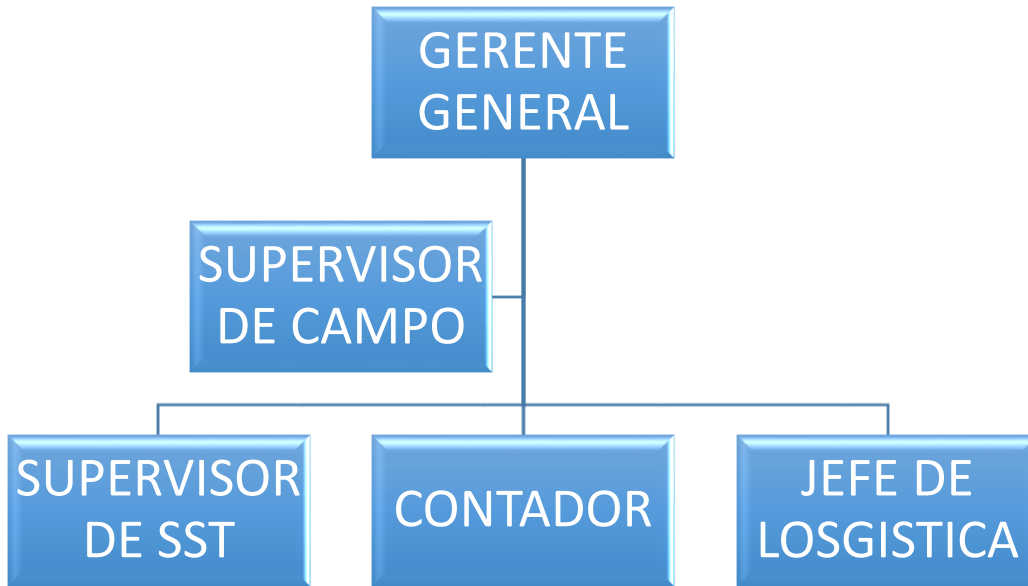 GERENTE
GENERAL
SUPERVISOR
DE CAMPO
SUPERVISOR
DE SST
CONTADOR
JEFE DE
LOSGISTICA